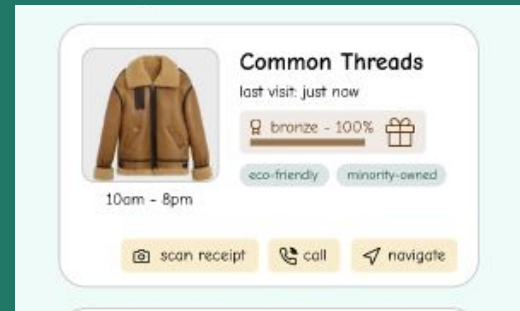 Common Threads
last visit: just now
bronze - 100%
eco-friendly minority-owned
10am - 8pm
scan receipt call navigate